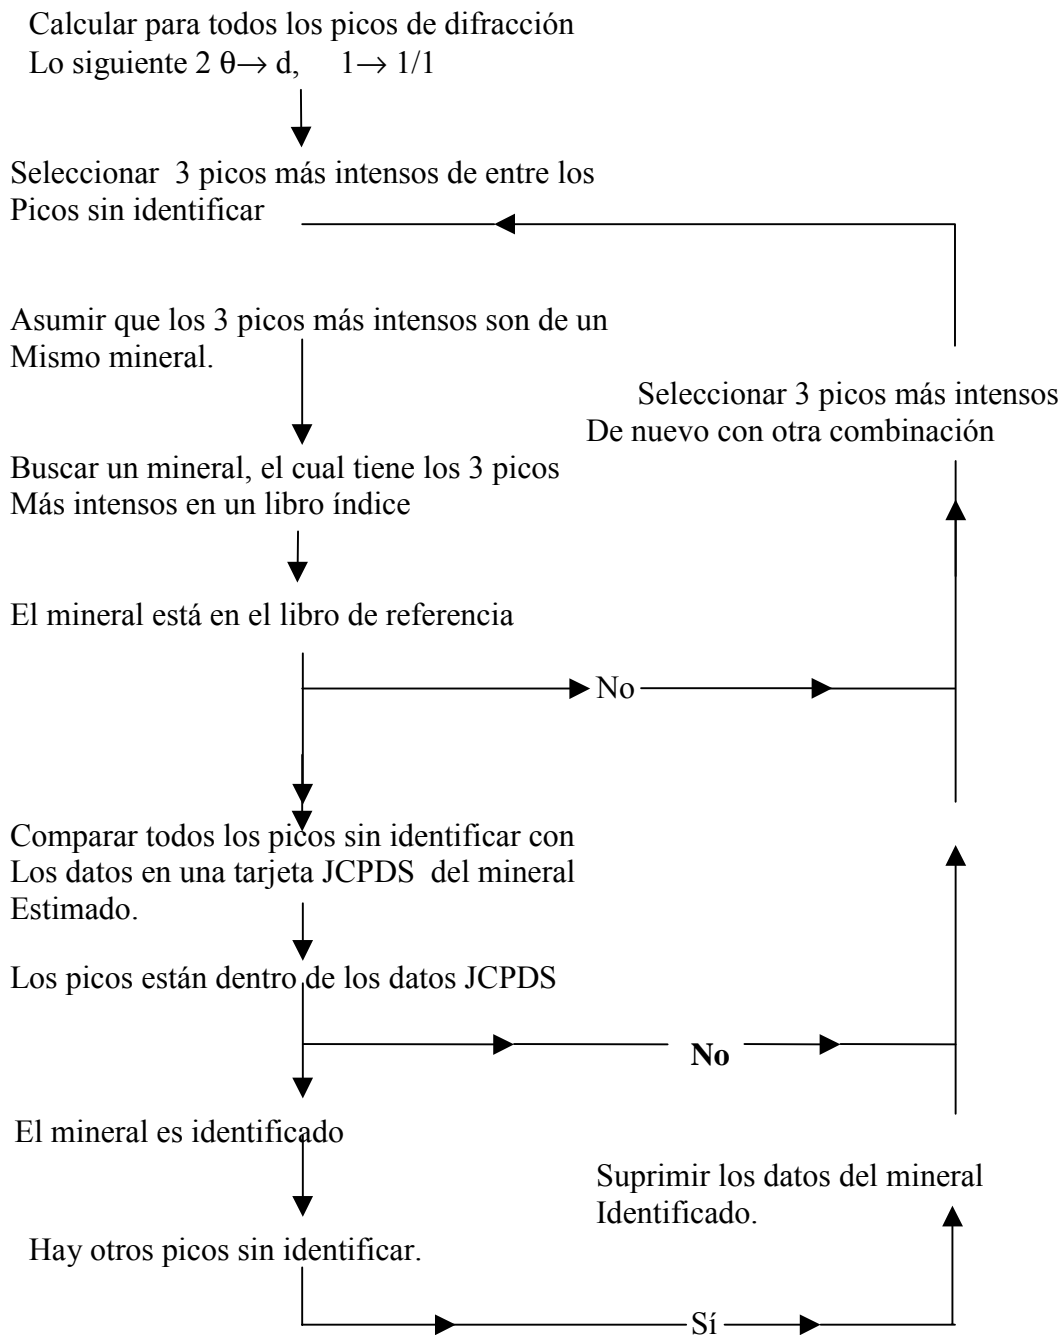 Calcular para todos los picos de difracción
Lo siguiente 2 θ→ d, 1→ 1/1
Seleccionar 3 picos más intensos de entre los
Picos sin identificar
Asumir que los 3 picos más intensos son de un
Mismo mineral.
Seleccionar 3 picos más intensos
De nuevo con otra combinación
Buscar un mineral, el cual tiene los 3 picos
Más intensos en un libro índice
El mineral está en el libro de referencia
No
Comparar todos los picos sin identificar con
Los datos en una tarjeta JCPDS del mineral
Estimado.
Los picos están dentro de los datos JCPDS
No
El mineral es identificado
Suprimir los datos del mineral
Identificado.
Hay otros picos sin identificar.
Sí